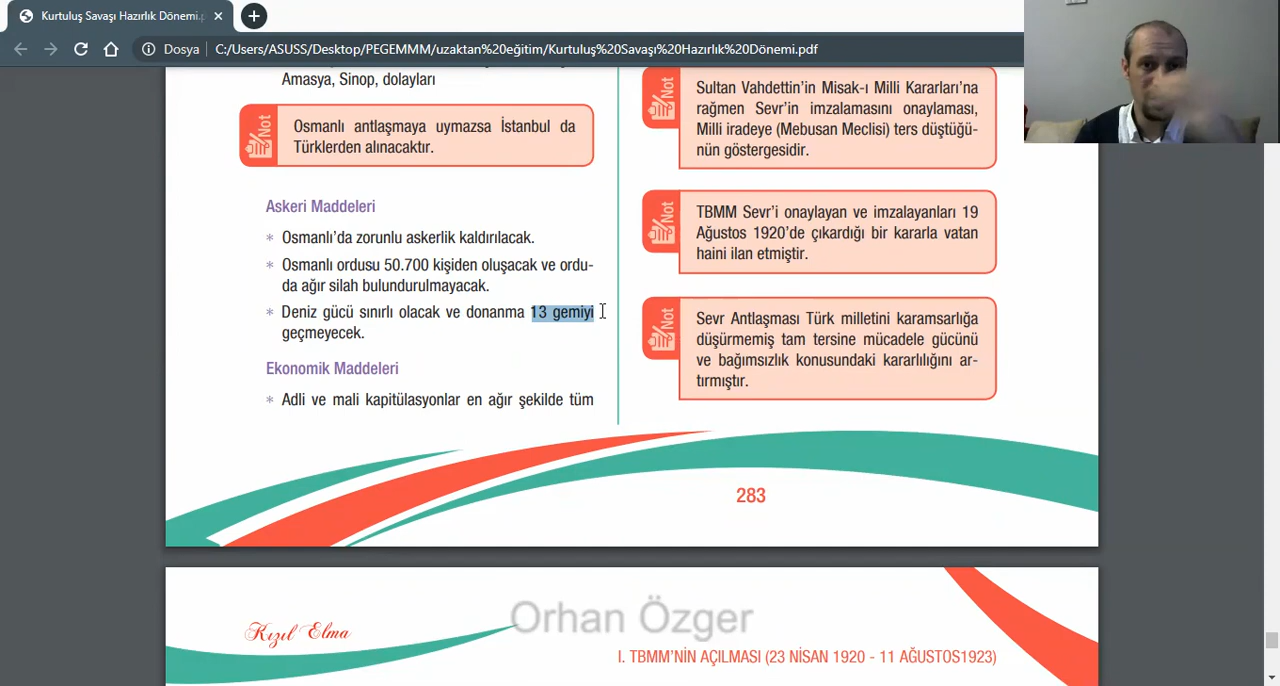 Kurtuluş Savaşı Hazırlık Dönemi.p
Dosya
C:/Users/ASUSS/Desktop/PEGEMMM/uzaktan%20eğitim/Kurtuluş%20Savaşı%20Hazırlık%20Dönemi.pdf
Amasya, Sinop, dolayları
Not
Osmanlı antlaşmaya uymazsa İstanbul da
Türklerden alınacaktır.
Askeri Maddeleri
* Osmanlı'da zorunlu askerlik kaldırılacak.
* Osmanlı ordusu 50.700 kişiden oluşacak ve ordu-
da ağır silah bulundurulmayacak.
* Deniz gücü sınırlı olacak ve donanma 13 gemiyi
geçmeyecek.
Ekonomik Maddeleri
* Adli ve mali kapitülasyonlar en ağır şekilde tüm
Not
Sultan Vahdettin'in Misak-ı Milli Kararları'na
rağmen Sevr'in imzalamasını onaylaması,
Milli iradeye (Mebusan Meclisi) ters düştüğü-
nün göstergesidir.
Not
TBMM Sevr'i onaylayan ve imzalayanları 19
Ağustos 1920'de çıkardığı bir kararla vatan
haini ilan etmiştir.
Not
Sevr Antlaşması Türk milletini karamsarlığa
düşürmemiş tam tersine mücadele gücünü
ve bağımsızlık konusundaki kararlılığını ar-
tırmıştır.
283
Orhan Özger
Kızıl Elma
I. TBMM'NİN AÇILMASI (23 NİSAN 1920 - 11 AĞUSTOS1923)